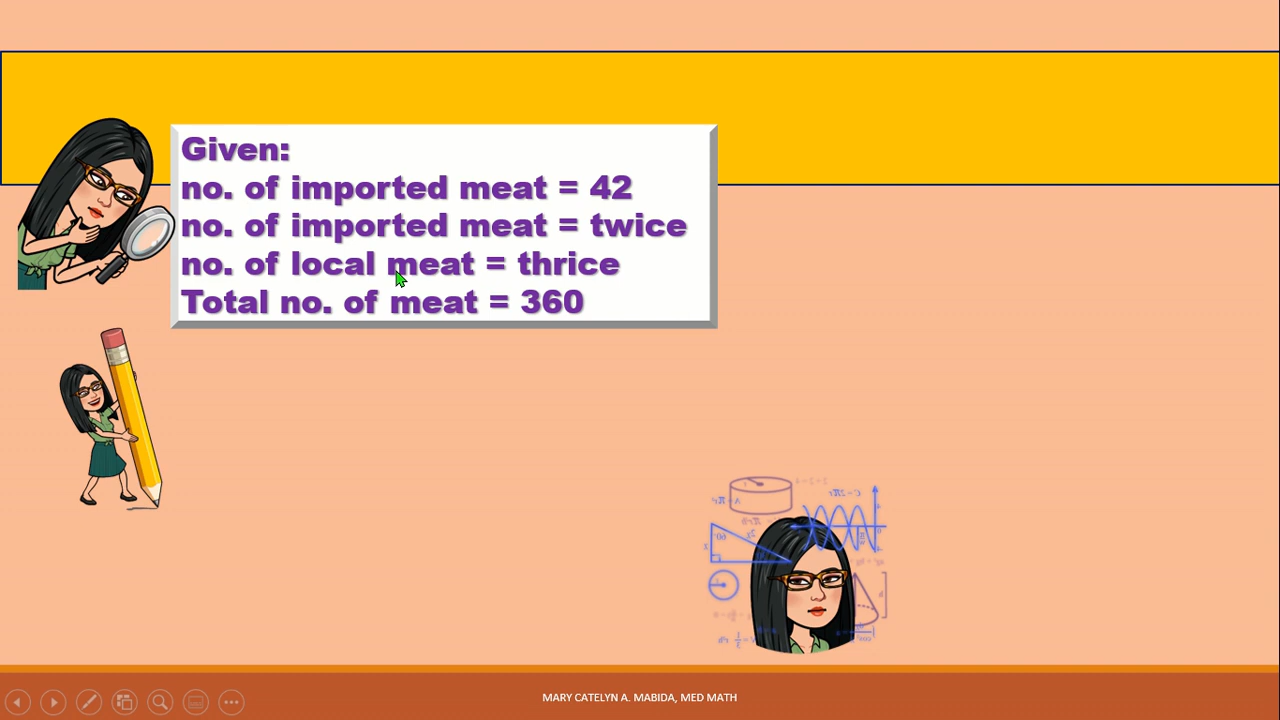 Given:
no. of imported meat = 42
no. of imported meat = twice
no. of local meat = thrice
Total no. of meat = 360
MARY CATELYN A. MABIDA, MED MATH